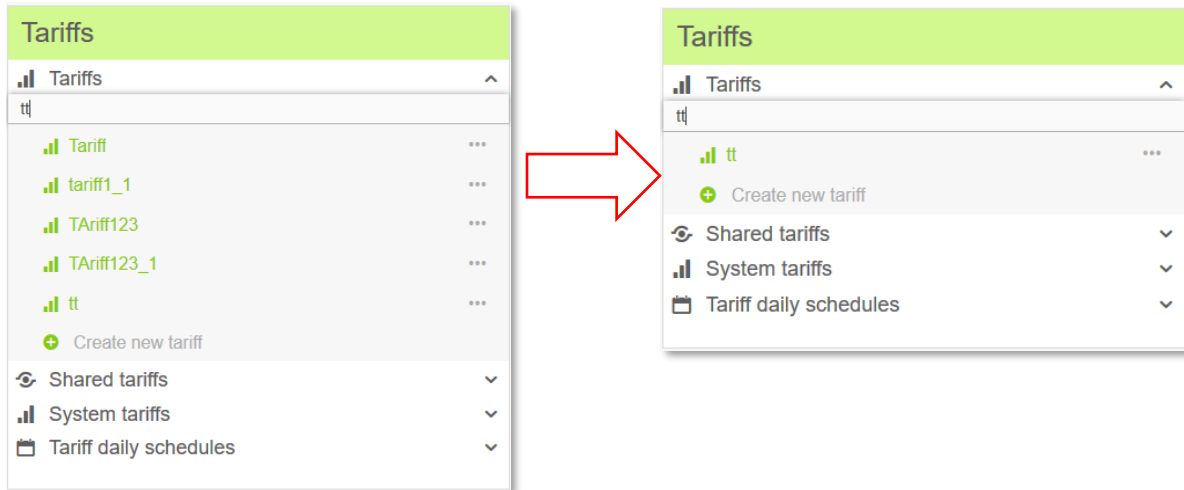 Tariffs
Tariffs
tt
Tariff
tariff1_1
TAriff123
TAriff123_1
tt
Create new tariff
Shared tariffs
System tariffs
Tariff daily schedules
Tariffs
Tariffs
tt
tt
Create new tariff
Shared tariffs
System tariffs
Tariff daily schedules